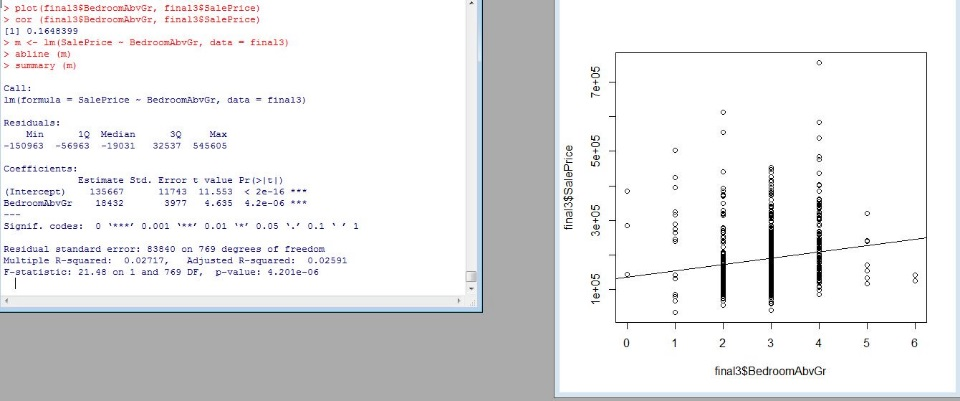 > plot(final3$BedroomAbvGr, final3$SalePrice)
> cor (final3$BedroomAbvGr, final3$SalePrice)
[1] 0.1648399
> m <- lm(SalePrice ~ BedroomAbvGr, data = final3)
> abline (m)
> summary (m)
Call:
lm(formula = SalePrice ~ BedroomAbvGr, data = final3)
Residuals:
Min 1Q Median 3Q Max
-150963 -56963 -19031 32537 545605
Coefficients:
Estimate Std. Error t value Pr(>|t|)
(Intercept) 135667 11743 11.553 < 2e-16 ***
BedroomAbvGr 18432 3977 4.635 4.2e-06 ***
---
Signif. codes: 0 ‘***’ 0.001 ‘**’ 0.01 ‘*’ 0.05 ‘.’ 0.1 ‘ ’ 1
Residual standard error: 83840 on 769 degrees of freedom
Multiple R-squared: 0.02717, Adjusted R-squared: 0.02591
F-statistic: 21.48 on 1 and 769 DF, p-value: 4.201e-06
final3$SalePrice
7e+05
5e+05
3e+05
1e+05
0 1 2 3 4 5 6
final3$BedroomAbvGr